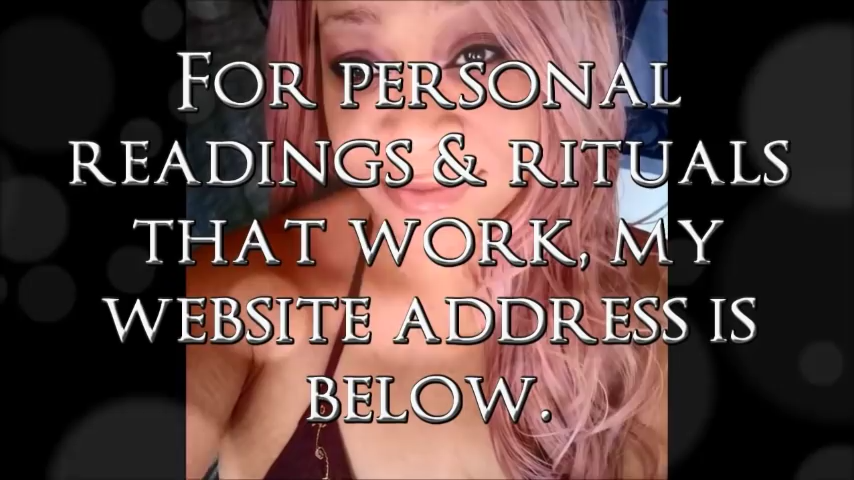 For personal
readings & rituals
that work, my
website address is
below.